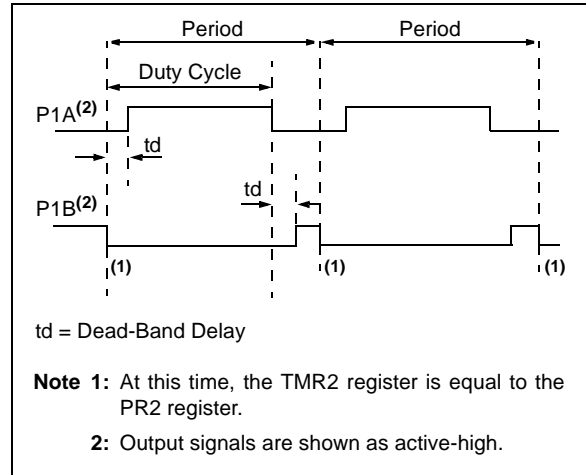 Period Period
Duty Cycle
P1A(2)
td
td
P1B(2)
(1) (1) (1)
td = Dead-Band Delay
Note 1: At this time, the TMR2 register is equal to the
PR2 register.
2: Output signals are shown as active-high.